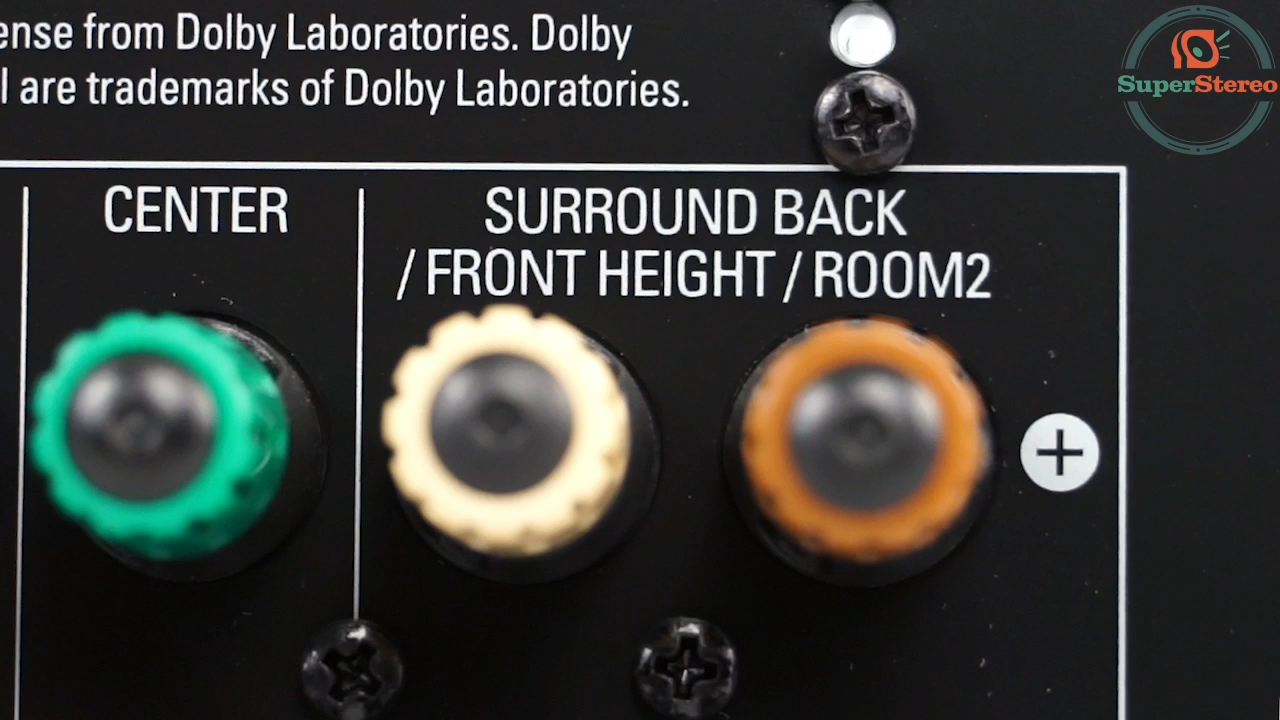 ense from Dolby Laboratories. Dolby
l are trademarks of Dolby Laboratories.
SuperStereo
CENTER
SURROUND BACK
/ FRONT HEIGHT / ROOM2
+